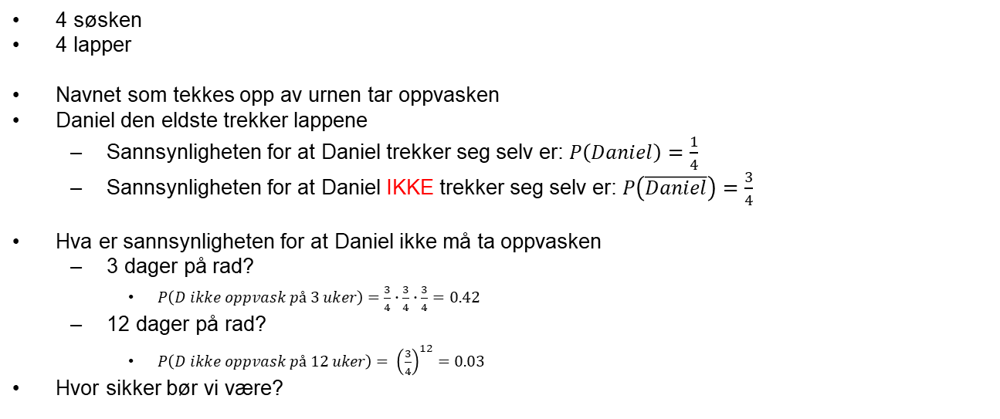 • 4 søsken
• 4 lapper
• Navnet som tekkes opp av urnen tar oppvasken
• Daniel den eldste trekker lappene
– Sannsynligheten for at Daniel trekker seg selv er: $P(Daniel) = \frac{1}{4}$
– Sannsynligheten for at Daniel IKKE trekker seg selv er: $P(\overline{Daniel}) = \frac{3}{4}$
• Hva er sannsynligheten for at Daniel ikke må ta oppvasken
– 3 dager på rad?
• $P(D\ ikke\ oppvask\ på\ 3\ uker) = \frac{3}{4} \cdot \frac{3}{4} \cdot \frac{3}{4} = 0.42$
– 12 dager på rad?
• $P(D\ ikke\ oppvask\ på\ 12\ uker) = \left(\frac{3}{4}\right)^{12} = 0.03$
• Hvor sikker bør vi være?